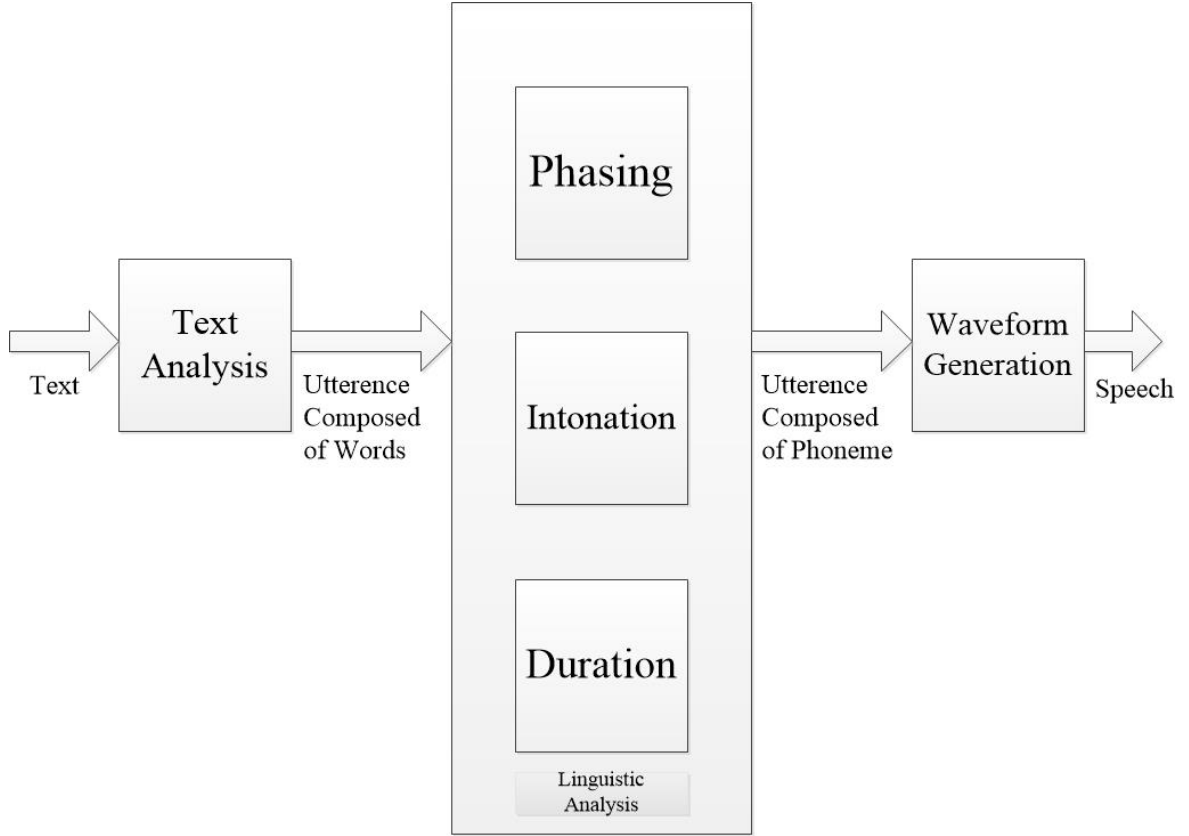 Text
Text
Analysis
Utterence
Composed
of Words
Phasing
Intonation
Duration
Linguistic
Analysis
Utterence
Composed
of Phoneme
Waveform
Generation
Speech